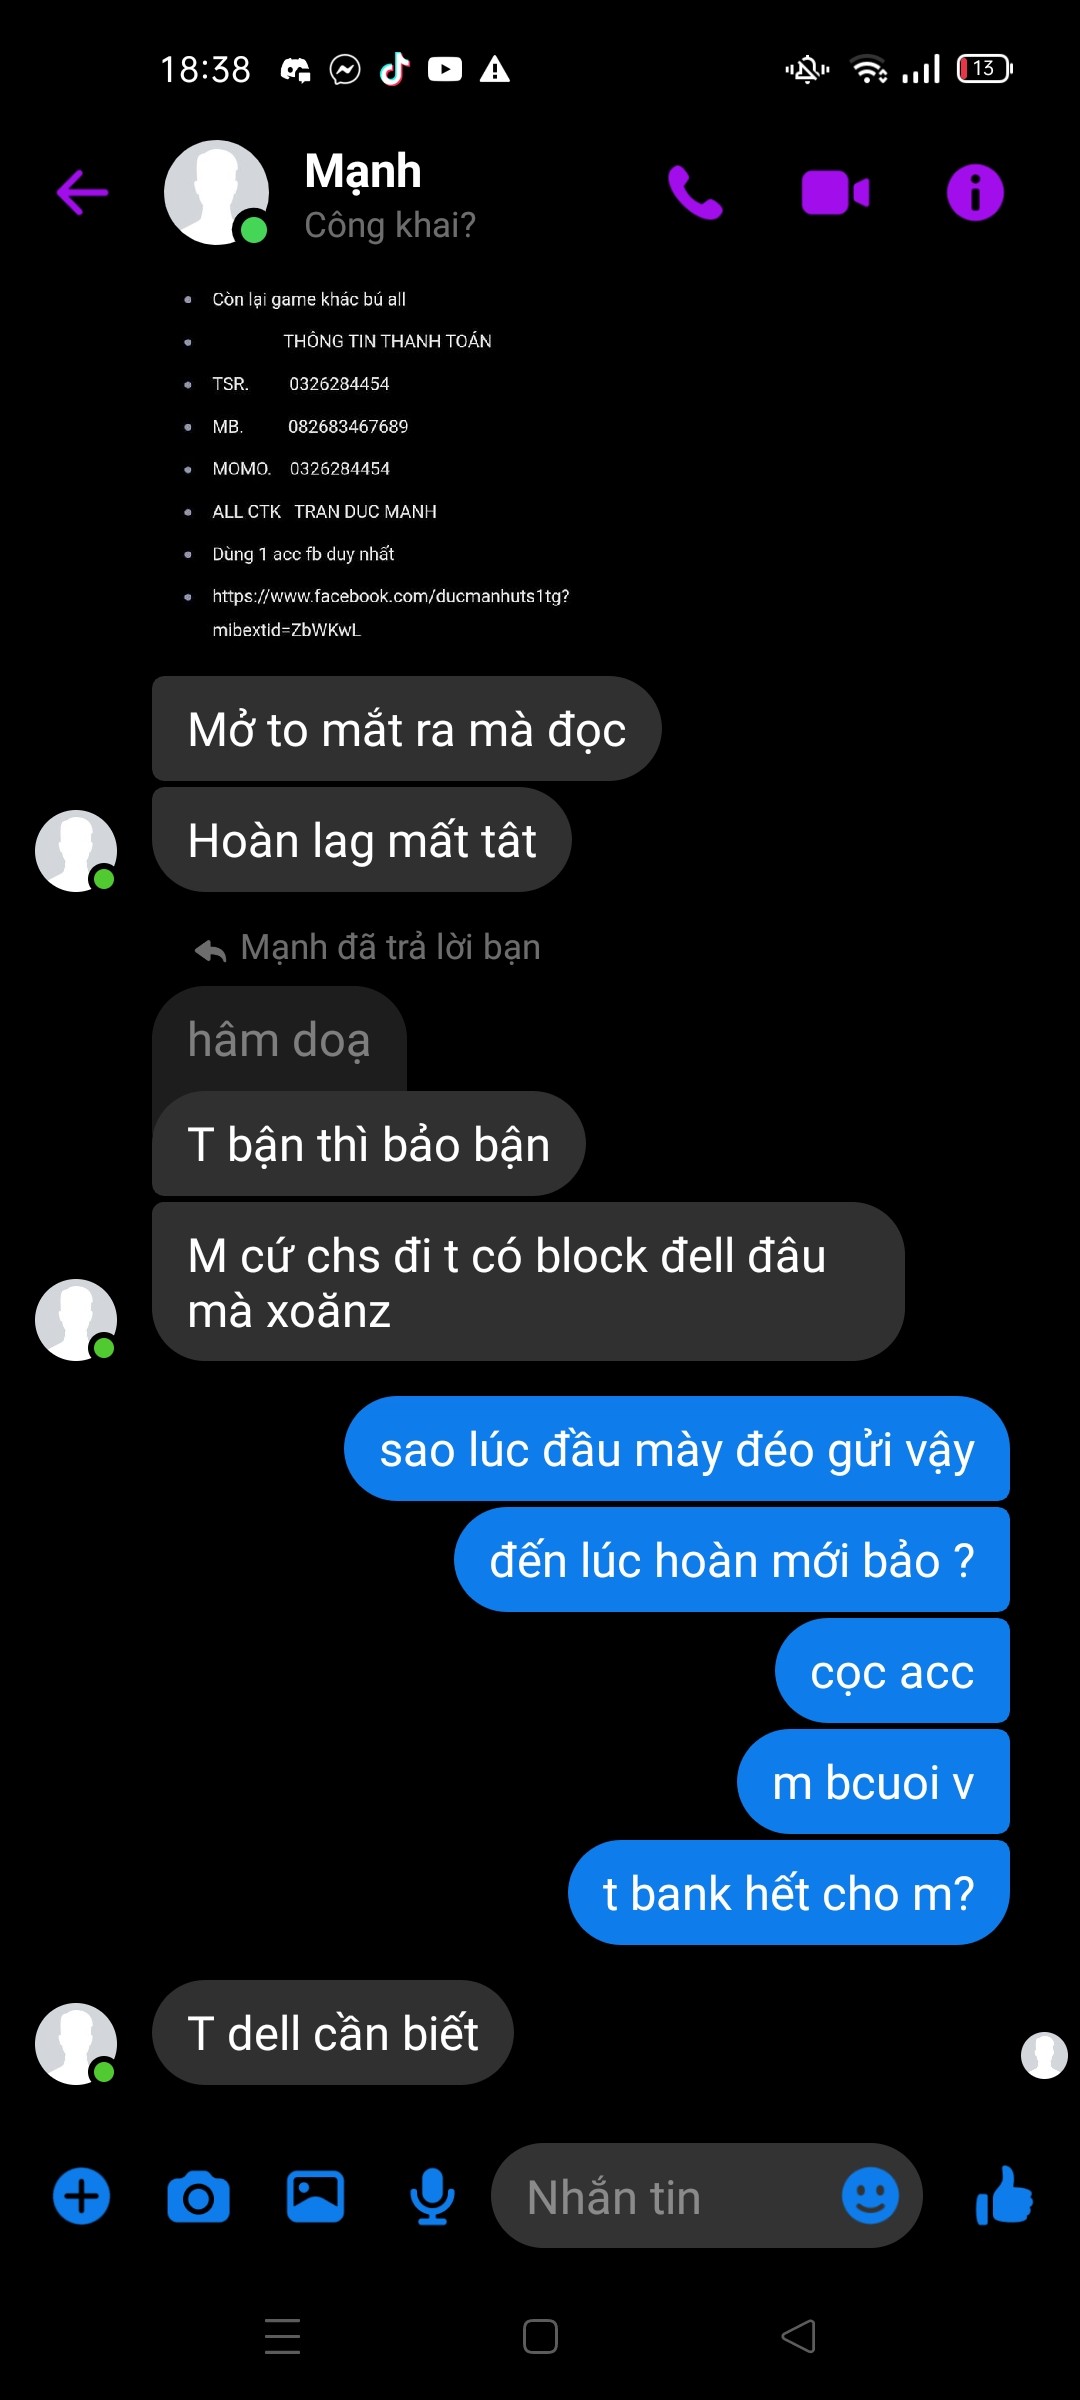 18:38
13
Mạnh
Công khai?
Còn lại game khác bú all
THÔNG TIN THANH TOÁN
TSR. 0326284454
MB. 082683467689
MOMO. 0326284454
ALL CTK TRAN DUC MANH
Dùng 1 acc fb duy nhất
https://www.facebook.com/ducmanhuts1tg?
mibextid=ZbWKwL
Mở to mắt ra mà đọc
Hoàn lag mất tât
Mạnh đã trả lời bạn
hâm doạ
T bận thì bảo bận
M cứ chs đi t có block đell đâu
mà xoănz
sao lúc đầu mày đéo gửi vậy
đến lúc hoàn mới bảo ?
cọc acc
m bcuoi v
t bank hết cho m?
T dell cần biết
Nhắn tin